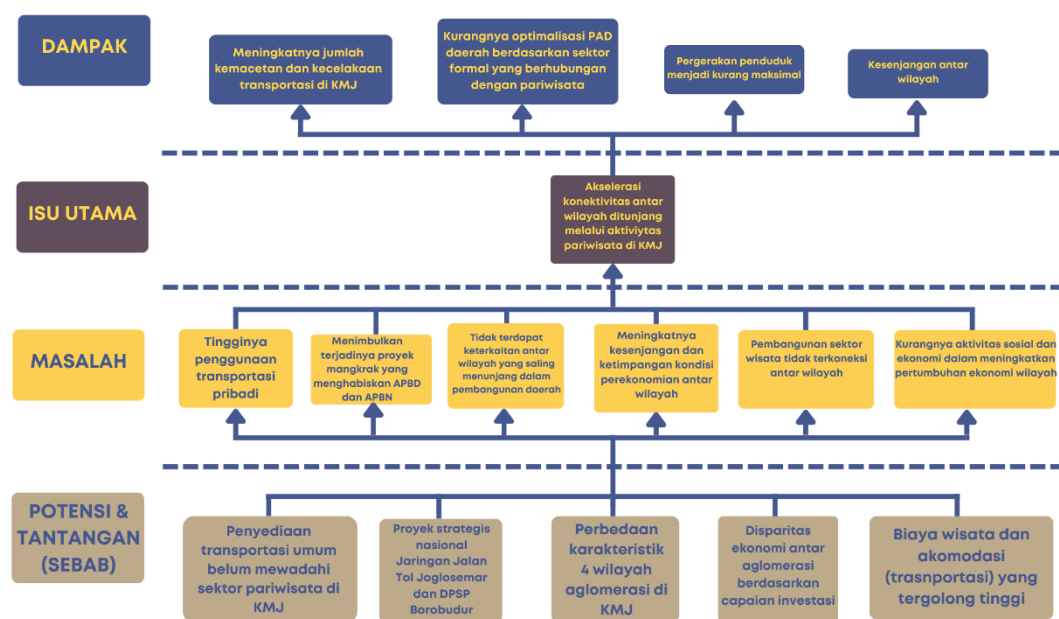 DAMPAK
Meningkatnya jumlah
kemacetan dan kecelakaan
transportasi di KMJ
Kurangnya optimalisasi PAD
daerah berdasarkan sektor
formal yang berhubungan
dengan pariwisata
Pergerakan penduduk
menjadi kurang maksimal
Kesenjangan antar
wilayah
ISU UTAMA
Akselerasi
konektivitas antar
wilayah ditunjang
melalui aktiviytas
pariwisata di KMJ
MASALAH
Tingginya
penggunaan
transportasi
pribadi
Menimbulkan
terjadinya proyek
mangkrak yang
menghabiskan APBD
dan APBN
Tidak terdapat
keterkaitan antar
wilayah yang saling
menunjang dalam
pembangunan daerah
Meningkatnya
kesenjangan dan
ketimpangan kondisi
perekonomian antar
wilayah
Pembangunan sektor
wisata tidak terkoneksi
antar wilayah
Kurangnya aktivitas sosial dan
ekonomi dalam meningkatkan
pertumbuhan ekonomi wilayah
POTENSI &
TANTANGAN
(SEBAB)
Penyediaan
transportasi umum
belum mewadahi
sektor pariwisata di
KMJ
Proyek strategis
nasional
Jaringan Jalan
Tol Joglosemar
dan DPSP
Borobudur
Perbedaan
karakteristik
4 wilayah
aglomerasi di
KMJ
Disparitas
ekonomi antar
aglomerasi
berdasarkan
capaian investasi
Biaya wisata dan
akomodasi
(trasnportasi) yang
tergolong tinggi